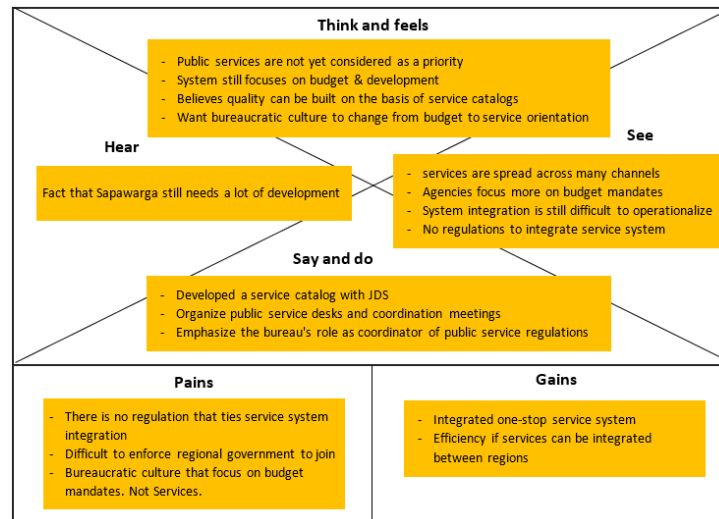 Think and feels
- Public services are not yet considered as a priority
- System still focuses on budget & development
- Believes quality can be built on the basis of service catalogs
- Want bureaucratic culture to change from budget to service orientation
Hear
Fact that Sapawarga still needs a lot of development
See
- services are spread across many channels
- Agencies focus more on budget mandates
- System integration is still difficult to operationalize
- No regulations to integrate service system
Say and do
- Developed a service catalog with JDS
- Organize public service desks and coordination meetings
- Emphasize the bureau's role as coordinator of public service regulations
Pains
- There is no regulation that ties service system
integration
- Difficult to enforce regional government to join
- Bureaucratic culture that focus on budget
mandates. Not Services.
Gains
- Integrated one-stop service system
- Efficiency if services can be integrated
between regions